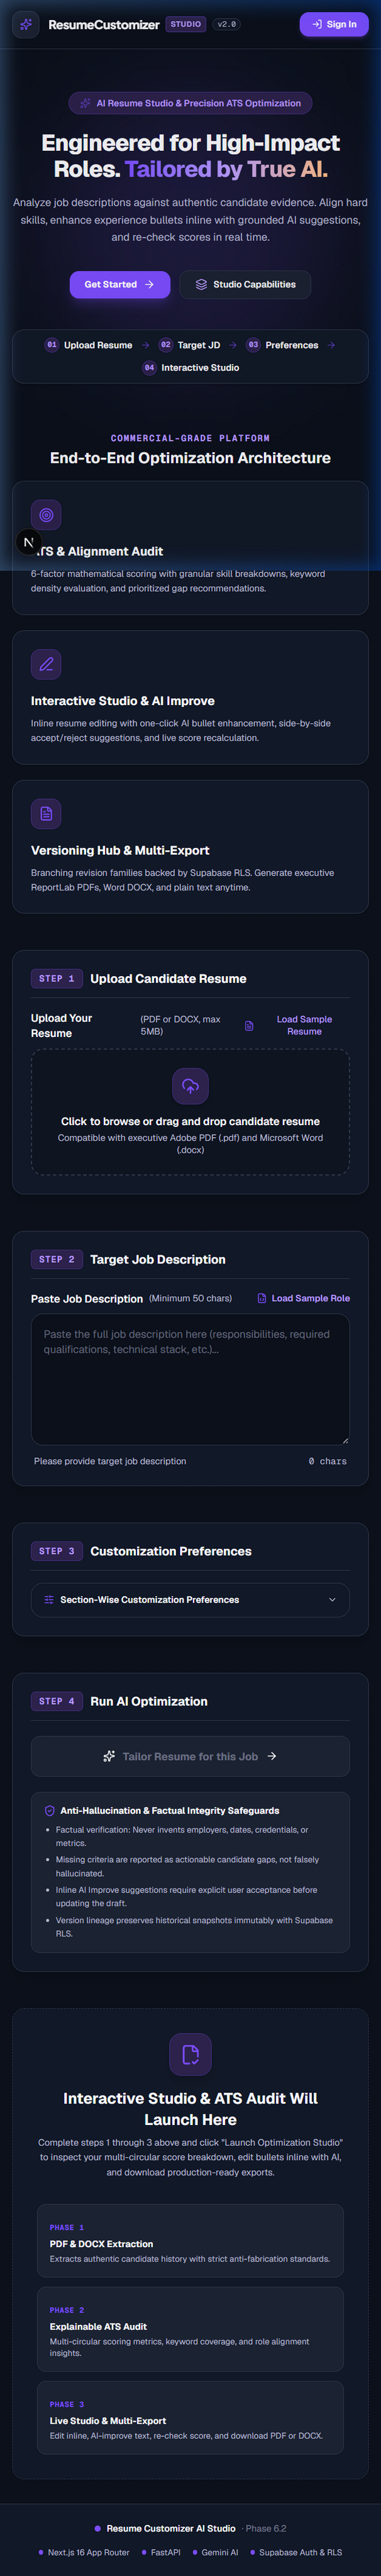 ResumeCustomizer STUDIO v2.0 Sign In
AI Resume Studio & Precision ATS Optimization
Engineered for High-Impact
Roles. Tailored by True AI.
Analyze job descriptions against authentic candidate evidence. Align hard
skills, enhance experience bullets inline with grounded AI suggestions,
and re-check scores in real time.
Get Started → Studio Capabilities
01 Upload Resume → 02 Target JD → 03 Preferences →
04 Interactive Studio
COMMERCIAL-GRADE PLATFORM
End-to-End Optimization Architecture
N
& Alignment Audit
6-factor mathematical scoring with granular skill breakdowns, keyword
density evaluation, and prioritized gap recommendations.
Interactive Studio & AI Improve
Inline resume editing with one-click AI bullet enhancement, side-by-side
accept/reject suggestions, and live score recalculation.
Versioning Hub & Multi-Export
Branching revision families backed by Supabase RLS. Generate executive
ReportLab PDFs, Word DOCX, and plain text anytime.
STEP 1 Upload Candidate Resume
Upload Your
Resume
(PDF or DOCX, max
5MB)
Load Sample
Resume
Click to browse or drag and drop candidate resume
Compatible with executive Adobe PDF (.pdf) and Microsoft Word
(.docx)
STEP 2 Target Job Description
Paste Job Description (Minimum 50 chars) Load Sample Role
Paste the full job description here (responsibilities, required
qualifications, technical stack, etc.)...
Please provide target job description 0 chars
STEP 3 Customization Preferences
Section-Wise Customization Preferences
STEP 4 Run AI Optimization
Tailor Resume for this Job →
Anti-Hallucination & Factual Integrity Safeguards
• Factual verification: Never invents employers, dates, credentials, or
metrics.
• Missing criteria are reported as actionable candidate gaps, not falsely
hallucinated.
• Inline AI Improve suggestions require explicit user acceptance before
updating the draft.
• Version lineage preserves historical snapshots immutably with Supabase
RLS.
Interactive Studio & ATS Audit Will
Launch Here
Complete steps 1 through 3 above and click "Launch Optimization Studio"
to inspect your multi-circular score breakdown, edit bullets inline with AI,
and download production-ready exports.
PHASE 1
PDF & DOCX Extraction
Extracts authentic candidate history with strict anti-fabrication standards.
PHASE 2
Explainable ATS Audit
Multi-circular scoring metrics, keyword coverage, and role alignment
insights.
PHASE 3
Live Studio & Multi-Export
Edit inline, AI-improve text, re-check score, and download PDF or DOCX.
Resume Customizer AI Studio · Phase 6.2
Next.js 16 App Router FastAPI Gemini AI Supabase Auth & RLS